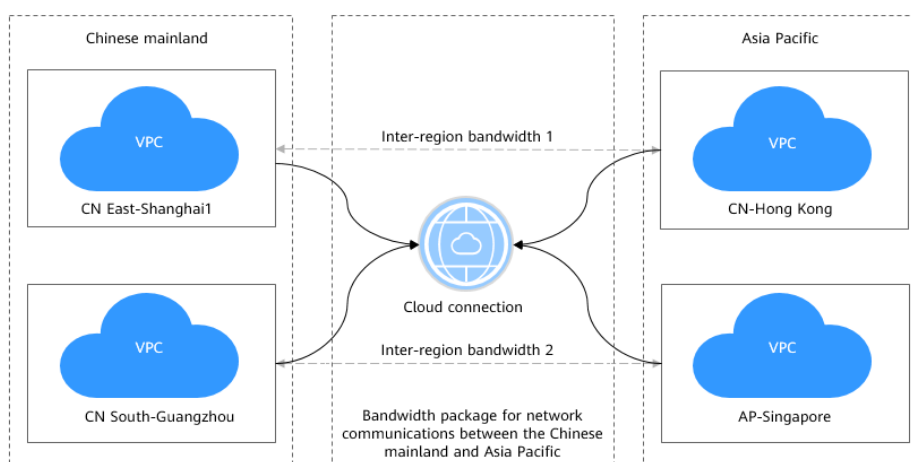 Chinese mainland
Asia Pacific
VPC
Inter-region bandwidth 1
VPC
CN East-Shanghai1
CN-Hong Kong
Cloud connection
VPC
Inter-region bandwidth 2
VPC
CN South-Guangzhou
AP-Singapore
Bandwidth package for network
communications between the Chinese
mainland and Asia Pacific